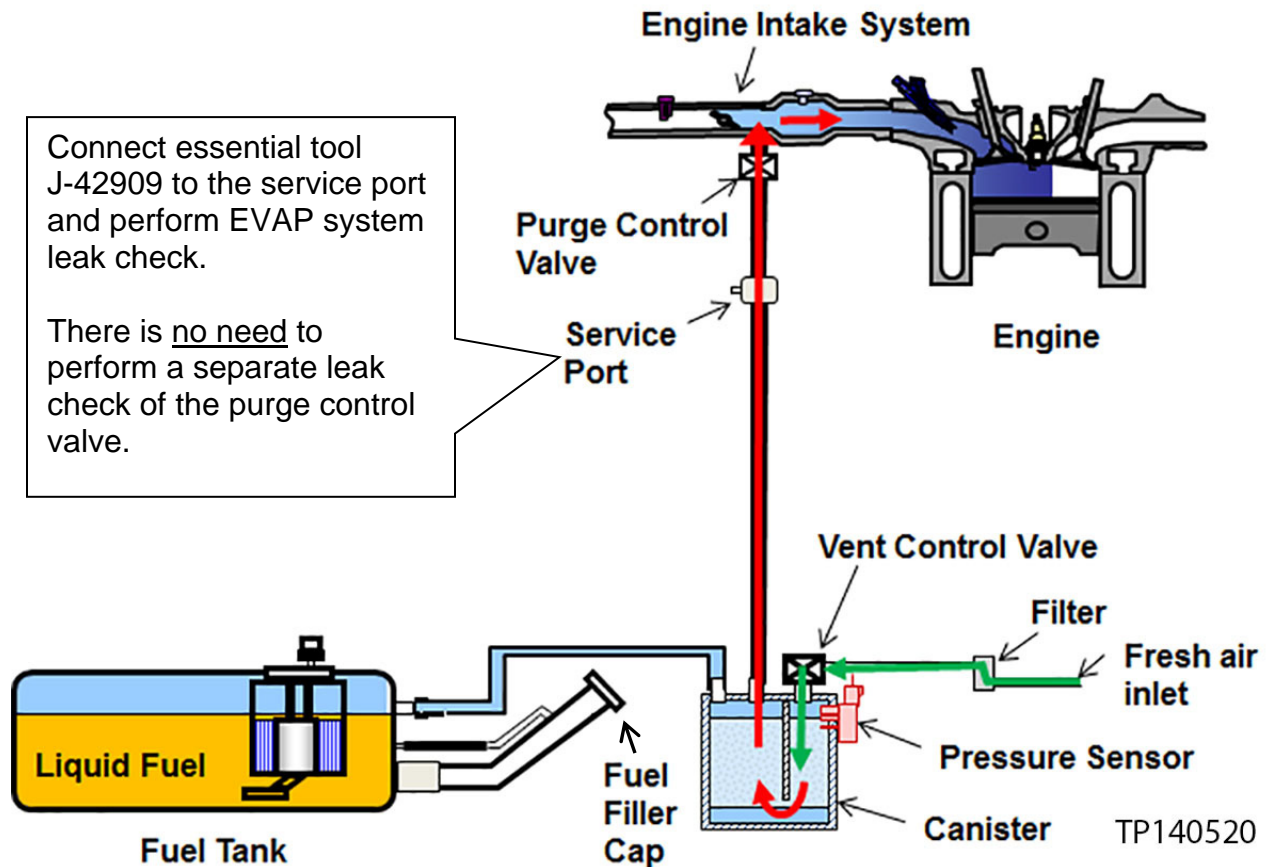 Engine Intake System
Connect essential tool
J-42909 to the service port
and perform EVAP system
leak check.
There is no need to
perform a separate leak
check of the purge control
valve.
Purge Control
Valve
Service
Port
Engine
Vent Control Valve
Filter
Fresh air
inlet
Liquid Fuel
Pressure Sensor
Fuel
Filler
Cap
Canister
TP140520
Fuel Tank